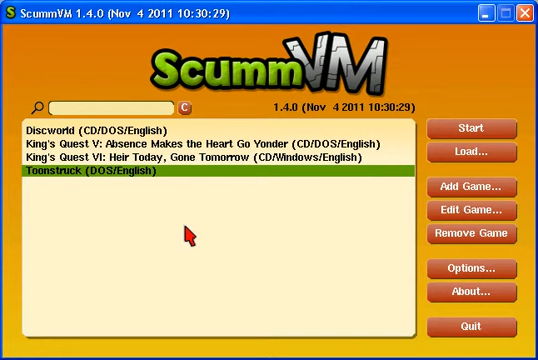 ScummVM 1.4.0 (Nov  4 2011 10:30:29)
ScummVM
C
1.4.0 (Nov  4 2011 10:30:29)
Discworld (CD/DOS/English)
King's Quest V: Absence Makes the Heart Go Yonder (CD/DOS/English)
King's Quest VI: Heir Today, Gone Tomorrow (CD/Windows/English)
Toonstruck (DOS/English)
Start
Load...
Add Game...
Edit Game...
Remove Game
Options...
About...
Quit